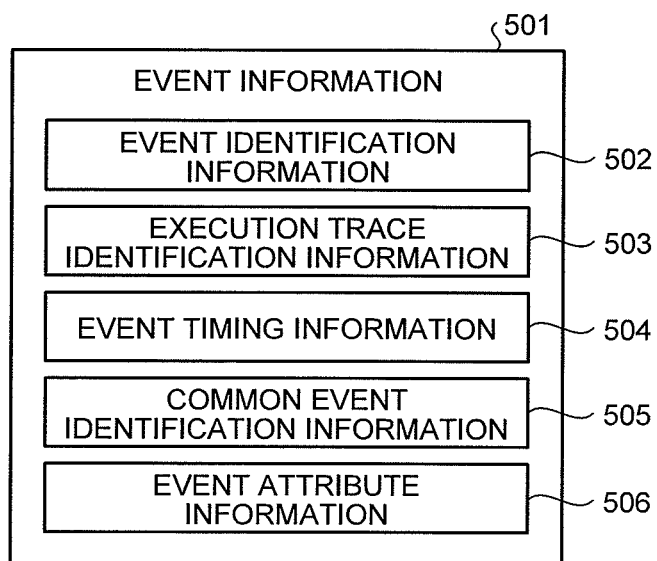 501
EVENT INFORMATION
EVENT IDENTIFICATION
INFORMATION
502
EXECUTION TRACE
IDENTIFICATION INFORMATION
503
EVENT TIMING INFORMATION
504
COMMON EVENT
IDENTIFICATION INFORMATION
505
EVENT ATTRIBUTE
INFORMATION
506